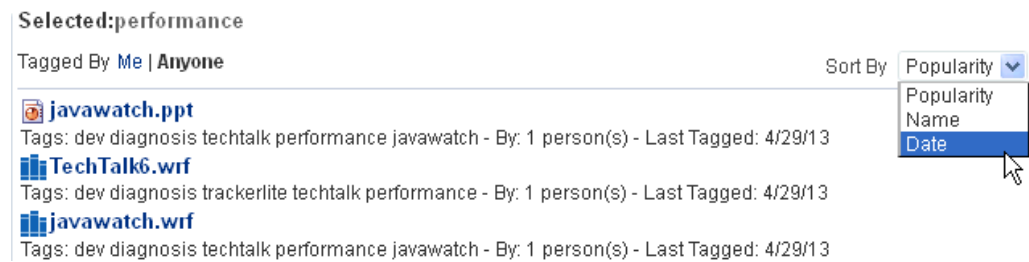 Selected:performance
Tagged By Me | Anyone
Sort By Popularity
Popularity
Name
Date
javawatch.ppt
Tags: dev diagnosis techtalk performance javawatch - By: 1 person(s) - Last Tagged: 4/29/13
TechTalk6.wrf
Tags: dev diagnosis trackerlite techtalk performance - By: 1 person(s) - Last Tagged: 4/29/13
javawatch.wrf
Tags: dev diagnosis techtalk performance javawatch - By: 1 person(s) - Last Tagged: 4/29/13